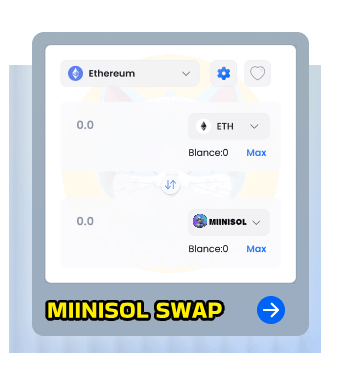 Ethereum
0.0
ETH
Blance:0 Max
0.0
MIINISOL
Blance:0 Max
MIINISOL SWAP